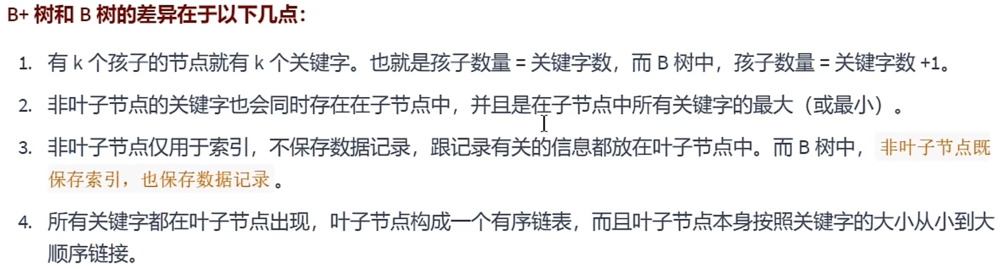 B+ 树和 B 树的差异在于以下几点：
1. 有 k 个孩子的节点就有 k 个关键字。也就是孩子数量 = 关键字数，而 B 树中，孩子数量 = 关键字数 +1。
2. 非叶子节点的关键字也会同时存在在子节点中，并且是在子节点中所有关键字的最大（或最小）。
3. 非叶子节点仅用于索引，不保存数据记录，跟记录有关的信息都放在叶子节点中。而 B 树中，非叶子节点既
保存索引，也保存数据记录。
4. 所有关键字都在叶子节点出现，叶子节点构成一个有序链表，而且叶子节点本身按照关键字的大小从小到大
顺序链接。